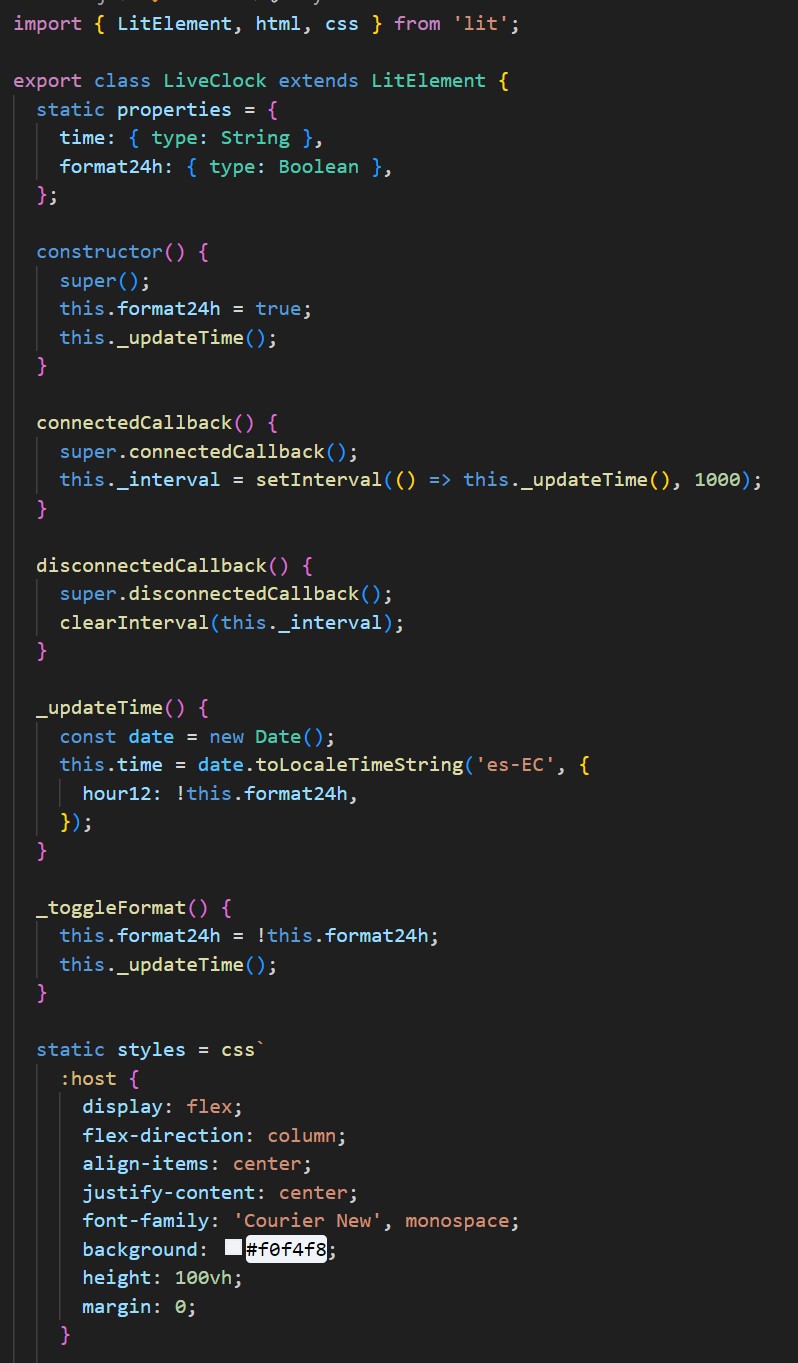 import { LitElement, html, css } from 'lit';
export class LiveClock extends LitElement {
  static properties = {
    time: { type: String },
    format24h: { type: Boolean },
  };
  constructor() {
    super();
    this.format24h = true;
    this._updateTime();
  }
  connectedCallback() {
    super.connectedCallback();
    this._interval = setInterval(() => this._updateTime(), 1000);
  }
  disconnectedCallback() {
    super.disconnectedCallback();
    clearInterval(this._interval);
  }
  _updateTime() {
    const date = new Date();
    this.time = date.toLocaleTimeString('es-EC', {
      hour12: !this.format24h,
    });
  }
  _toggleFormat() {
    this.format24h = !this.format24h;
    this._updateTime();
  }
  static styles = css`
    :host {
      display: flex;
      flex-direction: column;
      align-items: center;
      justify-content: center;
      font-family: 'Courier New', monospace;
      background: #f0f4f8;
      height: 100vh;
      margin: 0;
    }